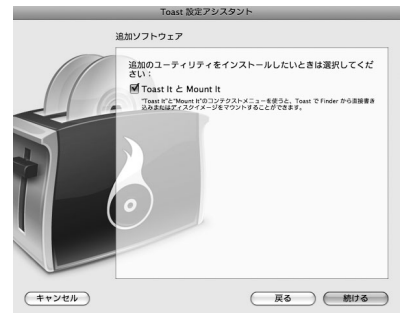 Toast 設定アシスタント
追加ソフトウェア
追加のユーティリティをインストールしたいときは選択してくだ
さい：
Toast It と Mount It
"Toast It"と"Mount It"のコンテクストメニューを使うと、Toast で Finder から直接書き
込みまたはディスクイメージをマウントすることができます。
キャンセル
戻る
続ける